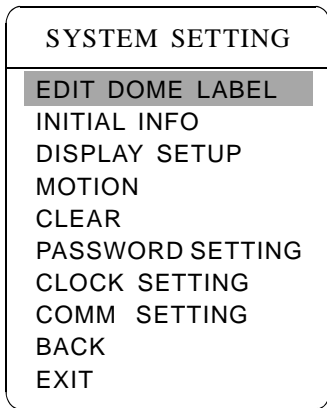 SYSTEM SETTING
EDIT DOME LABEL
INITIAL INFO
DISPLAY SETUP
MOTION
CLEAR
PASSWORD SETTING
CLOCK SETTING
COMM SETTING
BACK
EXIT